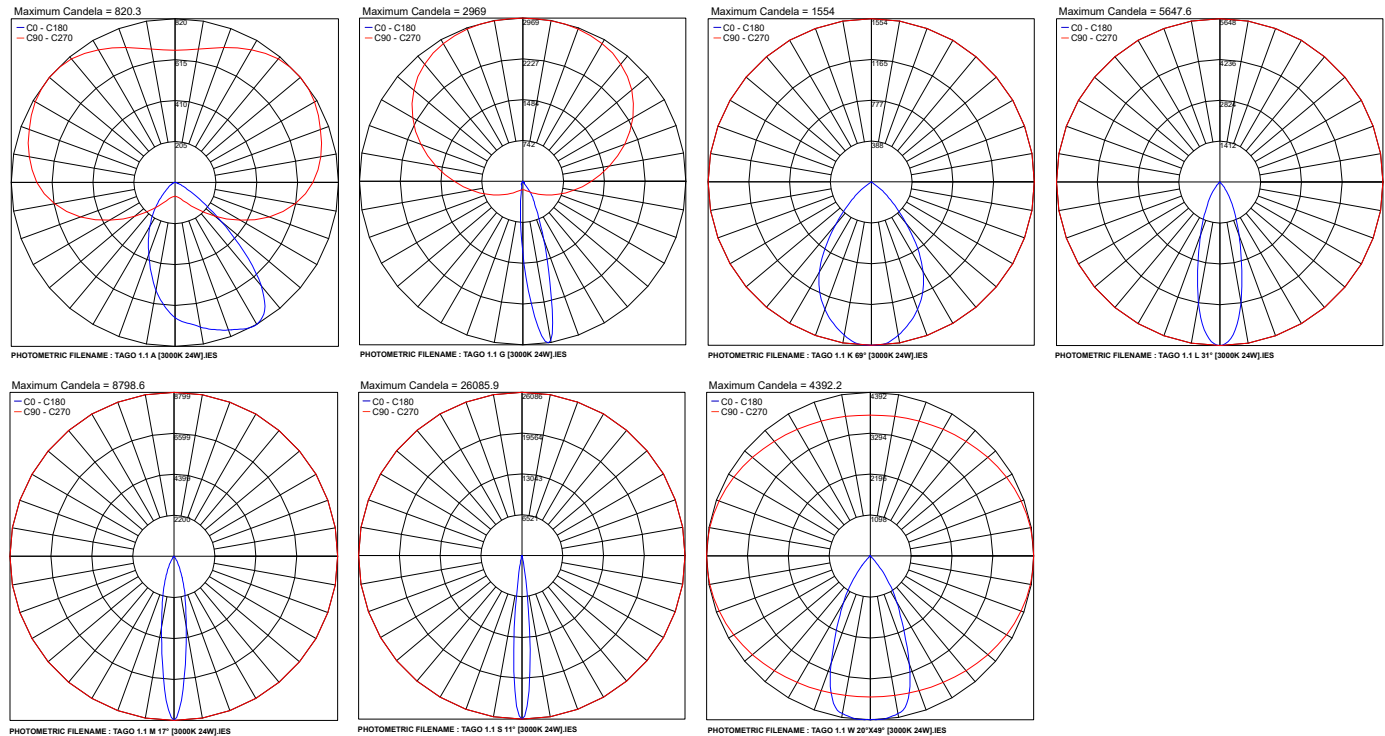 Maximum Candela = 820.3
C0 - C180
C90 - C270
820
615
410
205
PHOTOMETRIC FILENAME : TAGO 1.1 A [3000K 24W].IES
Maximum Candela = 2969
C0 - C180
C90 - C270
2969
2227
1484
742
PHOTOMETRIC FILENAME : TAGO 1.1 G [3000K 24W].IES
Maximum Candela = 1554
C0 - C180
C90 - C270
1554
1165
777
388
PHOTOMETRIC FILENAME : TAGO 1.1 K 69° [3000K 24W].IES
Maximum Candela = 5647.6
C0 - C180
C90 - C270
5648
4236
2824
1412
PHOTOMETRIC FILENAME : TAGO 1.1 L 31° [3000K 24W].IES
Maximum Candela = 8798.6
C0 - C180
C90 - C270
8799
6599
4399
2200
PHOTOMETRIC FILENAME : TAGO 1.1 M 17° [3000K 24W].IES
Maximum Candela = 26085.9
C0 - C180
C90 - C270
26086
19564
13043
6521
PHOTOMETRIC FILENAME : TAGO 1.1 S 11° [3000K 24W].IES
Maximum Candela = 4392.2
C0 - C180
C90 - C270
4392
3294
2196
1098
PHOTOMETRIC FILENAME : TAGO 1.1 W 20°X49° [3000K 24W].IES